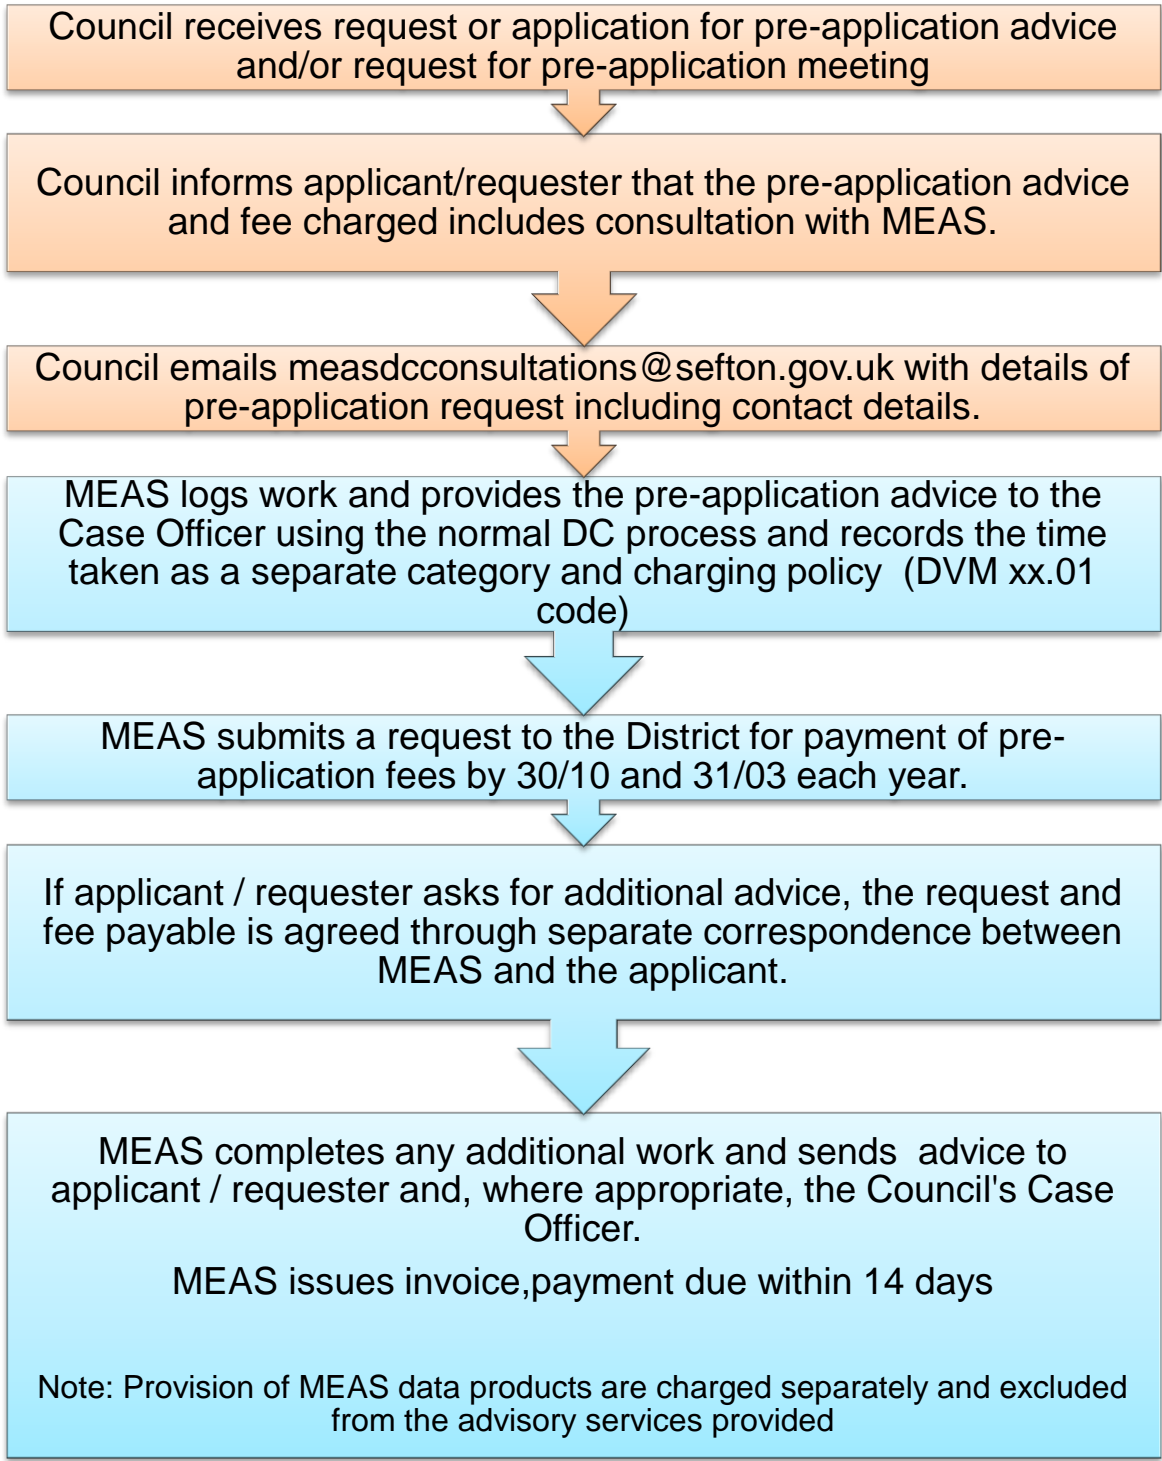 Council receives request or application for pre-application advice
and/or request for pre-application meeting
Council informs applicant/requester that the pre-application advice
and fee charged includes consultation with MEAS.
Council emails measdcconsultations@sefton.gov.uk with details of
pre-application request including contact details.
MEAS logs work and provides the pre-application advice to the
Case Officer using the normal DC process and records the time
taken as a separate category and charging policy  (DVM xx.01
code)
MEAS submits a request to the District for payment of pre-
application fees by 30/10 and 31/03 each year.
If applicant / requester asks for additional advice, the request and
fee payable is agreed through separate correspondence between
MEAS and the applicant.
MEAS completes any additional work and sends  advice to
applicant / requester and, where appropriate, the Council's Case
Officer.
MEAS issues invoice,payment due within 14 days
Note: Provision of MEAS data products are charged separately and excluded
from the advisory services provided